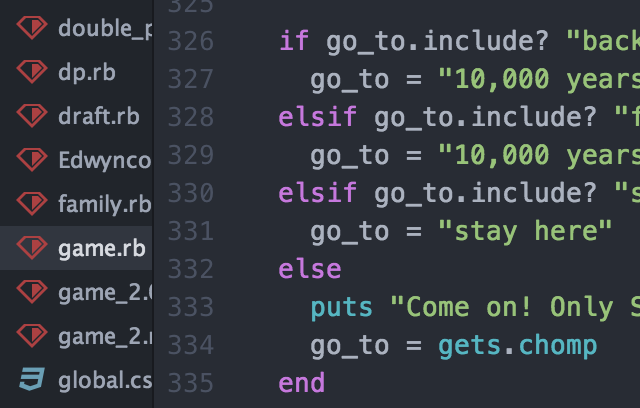 double_p
dp.rb
draft.rb
Edwynco
family.rb
game.rb
game_2.
game_2.
global.cs
325
326 if go_to.include? "back
327 go_to = "10,000 years
328 elsif go_to.include? "f
329 go_to = "10,000 years
330 elsif go_to.include? "s
331 go_to = "stay here"
332 else
333 puts "Come on! Only S
334 go_to = gets.chomp
335 end